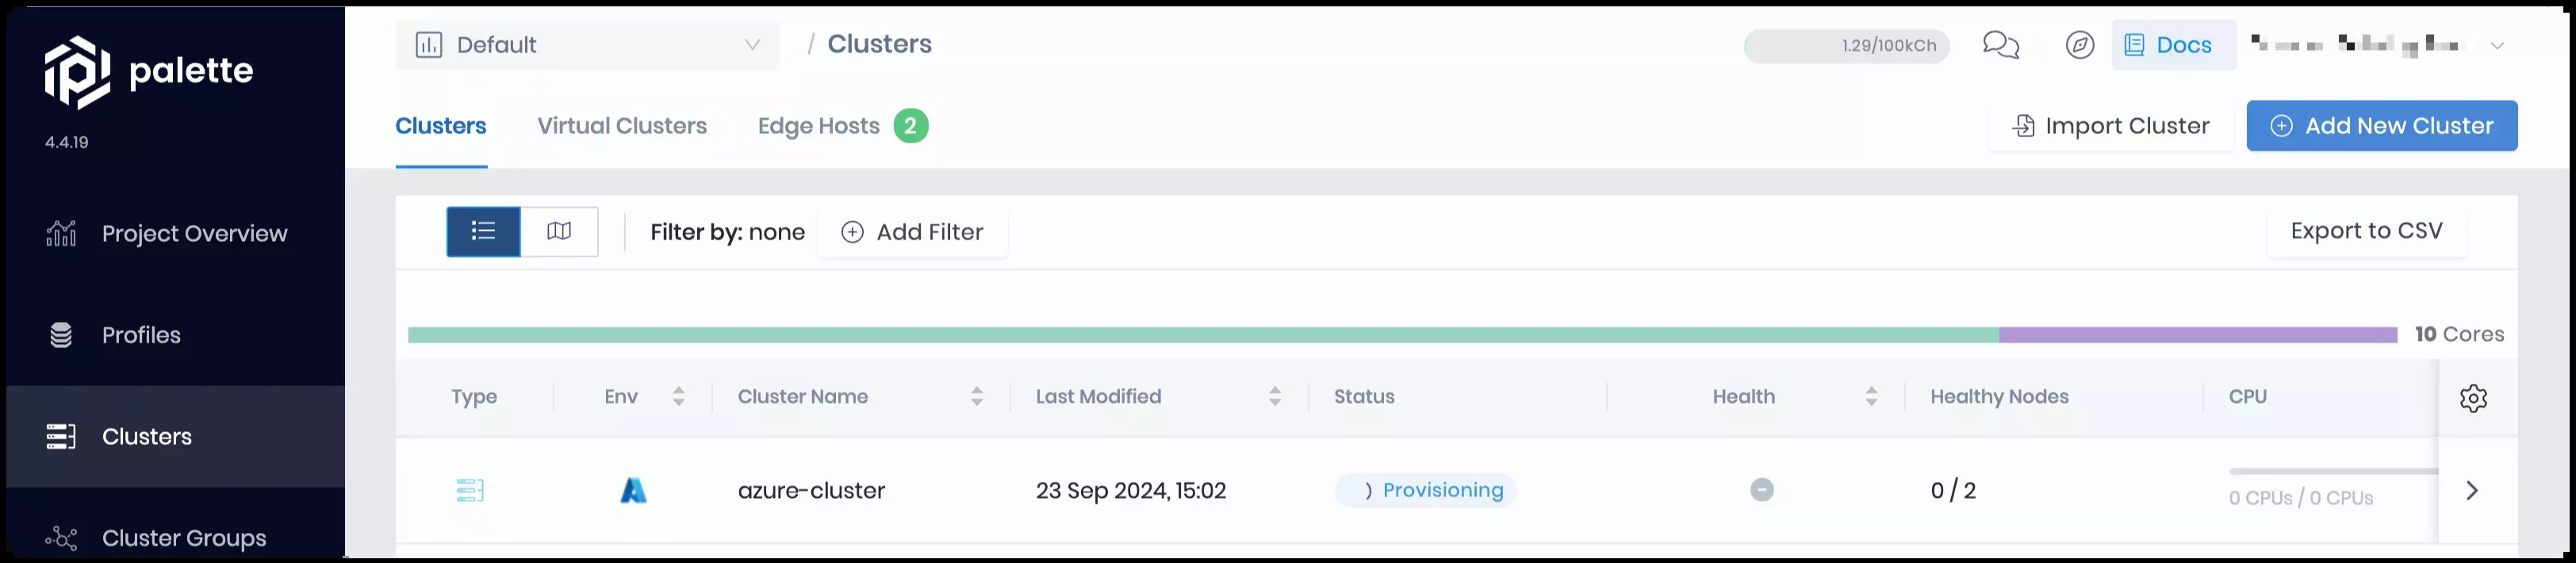 palette
4.4.19
Project Overview
Profiles
Clusters
Cluster Groups
Default / Clusters
1.29/100kCh
Docs
Clusters Virtual Clusters Edge Hosts 2
Import Cluster Add New Cluster
Filter by: none Add Filter Export to CSV
10 Cores
Type Env Cluster Name Last Modified Status Health Healthy Nodes CPU
azure-cluster 23 Sep 2024, 15:02 Provisioning 0 / 2 0 CPUs / 0 CPUs